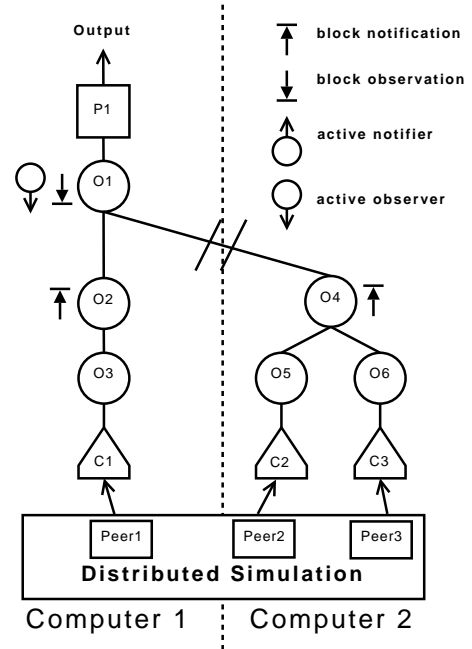 Output
block notification
block observation
active notifier
active observer
P1
O1
O2
O3
O4
O5
O6
C1
C2
C3
Peer1
Peer2
Peer3
Distributed Simulation
Computer 1
Computer 2